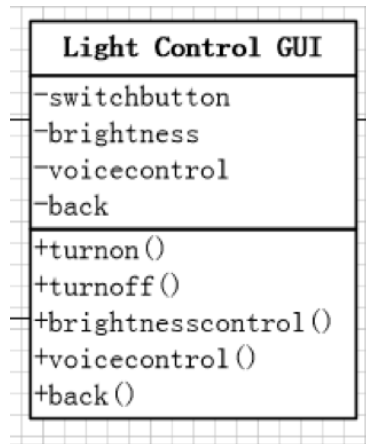 Light Control GUI
-switchbutton
-brightness
-voicecontrol
-back
+turnon()
+turnoff()
+brightnesscontrol()
+voicecontrol()
+back()